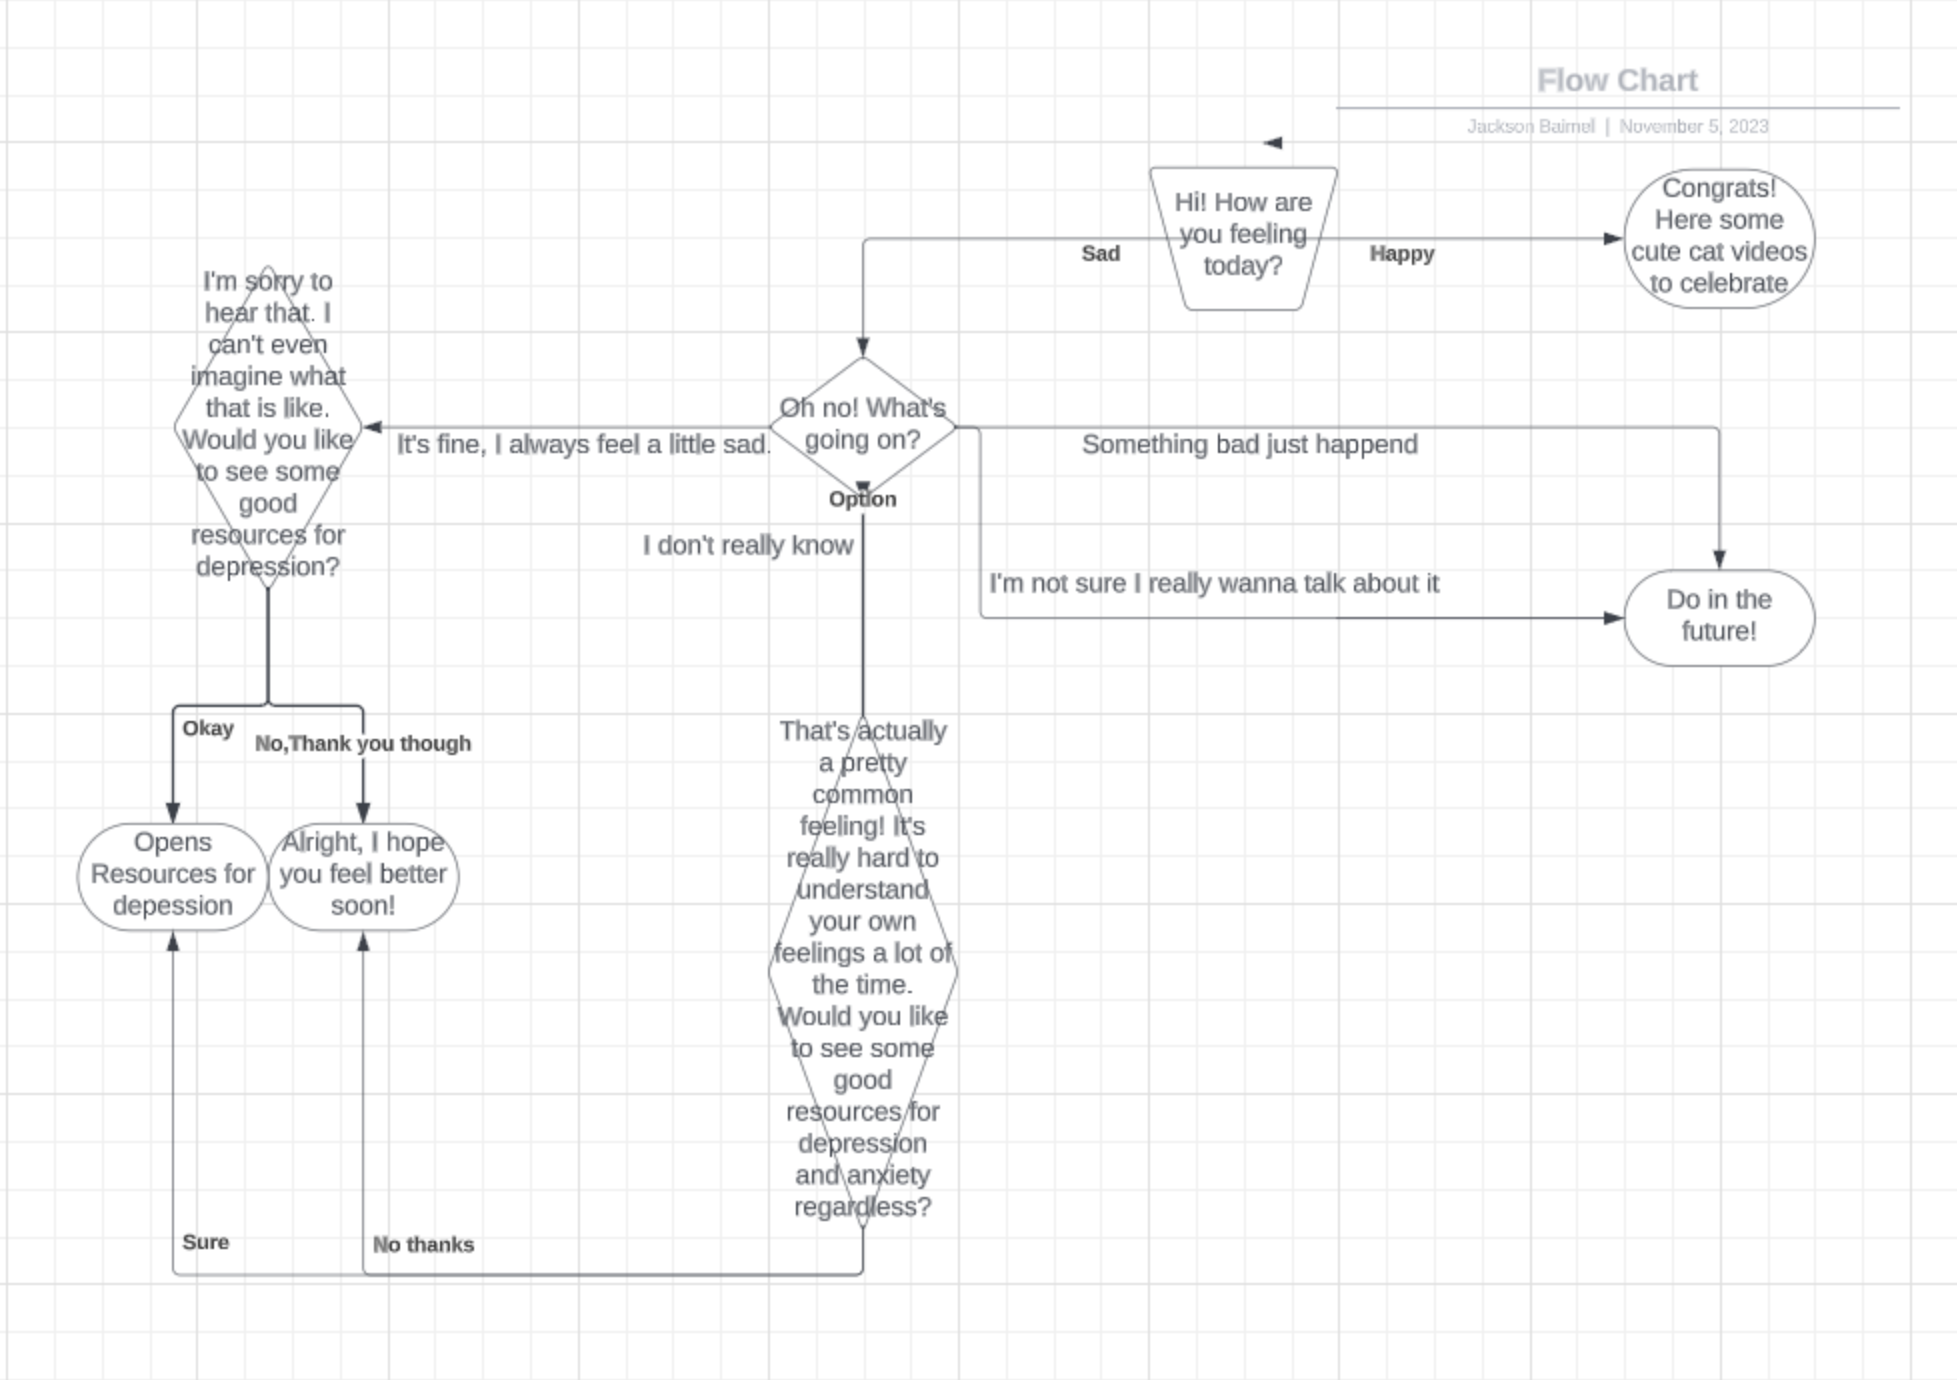 Flow Chart
Jackson Baimel | November 5, 2023
Hi! How are
you feeling
today?
Sad
Happy
Congrats!
Here some
cute cat videos
to celebrate
I'm sorry to
hear that. I
can't even
imagine what
that is like.
Would you like
to see some
good
resources for
depression?
It's fine, I always feel a little sad.
Oh no! What's
going on?
Something bad just happend
Option
I don't really know
I'm not sure I really wanna talk about it
Do in the
future!
Okay
No,Thank you though
Opens
Resources for
depession
Alright, I hope
you feel better
soon!
That's actually
a pretty
common
feeling! It's
really hard to
understand
your own
feelings a lot of
the time.
Would you like
to see some
good
resources for
depression
and anxiety
regardless?
Sure
No thanks